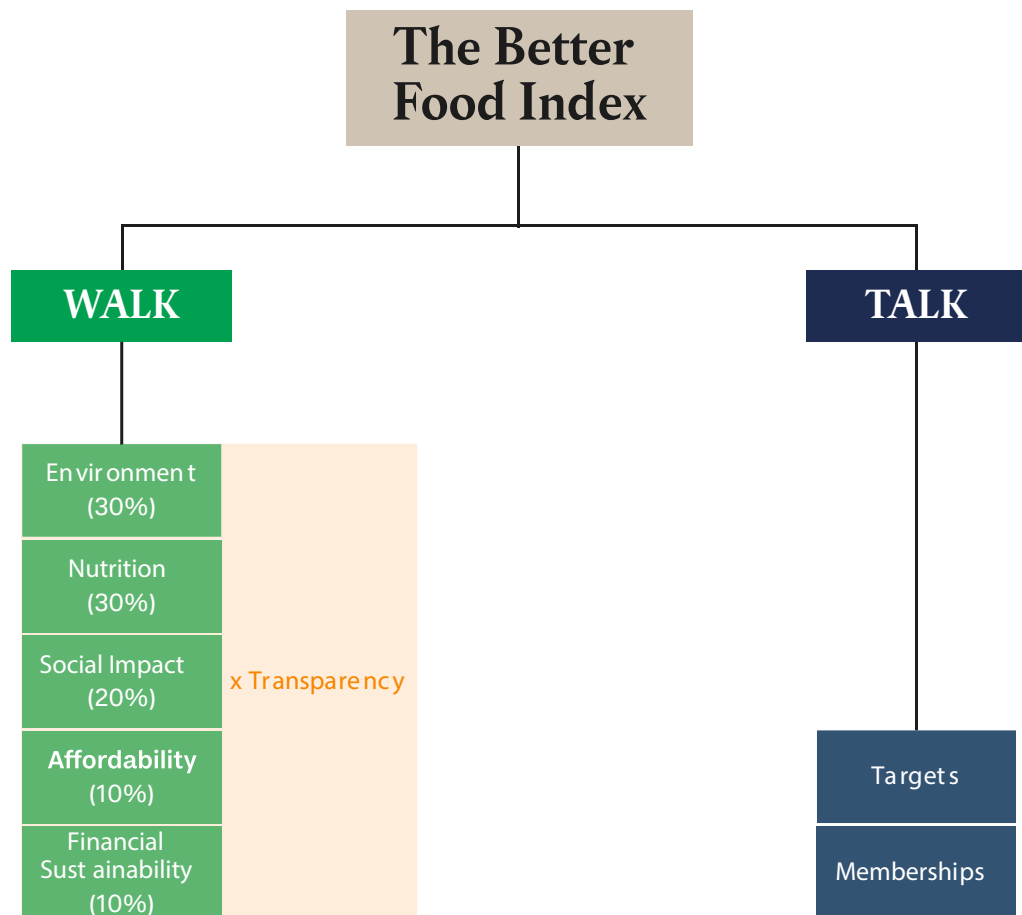 The Better
Food Index
WALK
TALK
Environment
(30%)
Nutrition
(30%)
Social Impact
(20%)
x Transparency
Affordability
(10%)
Targets
Financial
Sustainability
(10%)
Memberships